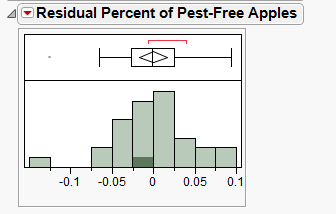 Residual Percent of Pest-Free Apples
-0.1 -0.05 0 0.05 0.1